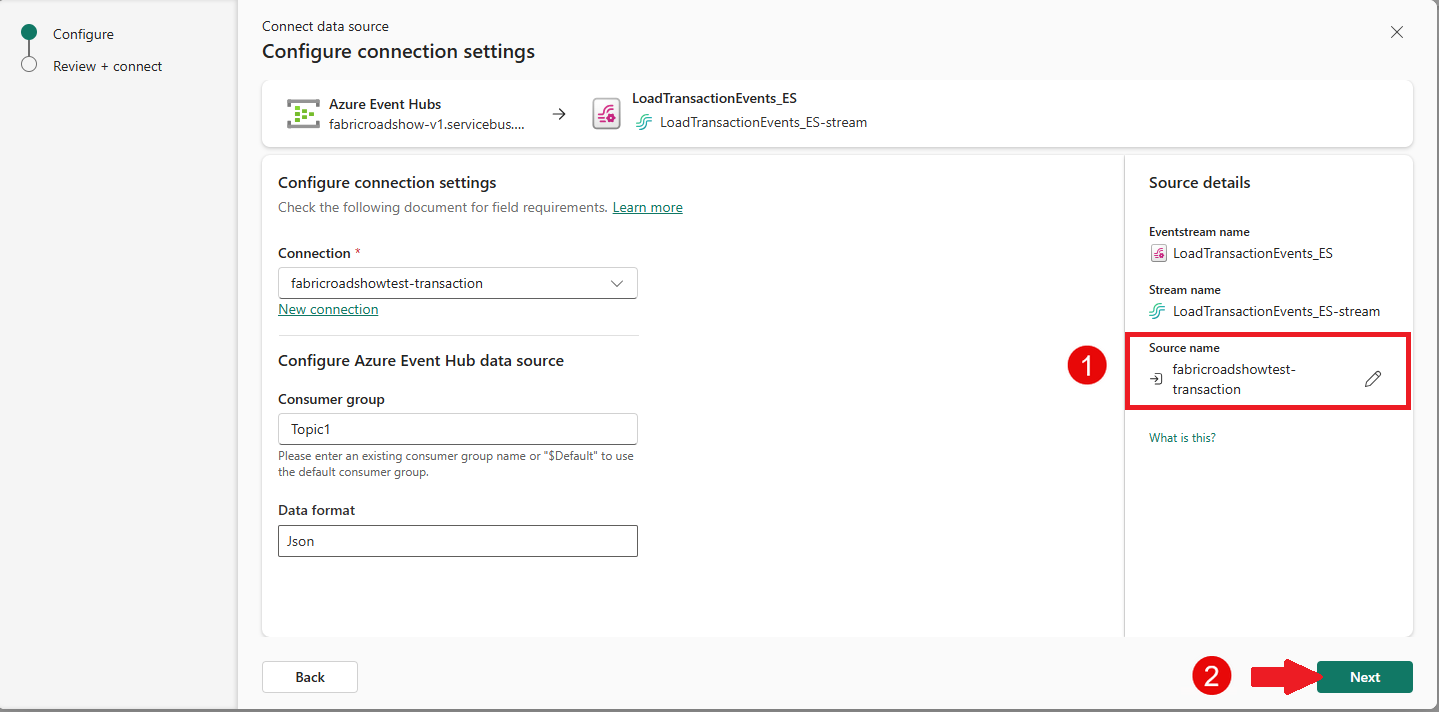 Configure
Review + connect
Connect data source
Configure connection settings
Azure Event Hubs
fabricroadshow-v1.servicebus....
LoadTransactionEvents_ES
LoadTransactionEvents_ES-stream
Configure connection settings
Check the following document for field requirements. Learn more
Connection *
fabricroadshowtest-transaction
New connection
Configure Azure Event Hub data source
Consumer group
Topic1
Please enter an existing consumer group name or "$Default" to use
the default consumer group.
Data format
Json
Source details
Eventstream name
LoadTransactionEvents_ES
Stream name
LoadTransactionEvents_ES-stream
1
Source name
fabricroadshowtest-
transaction
What is this?
Back
2
Next